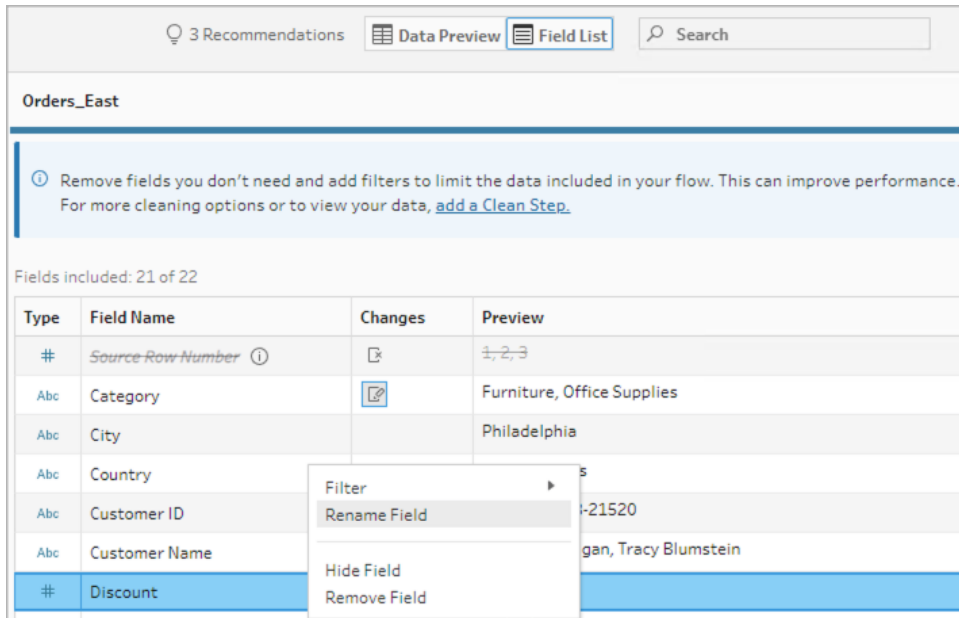 3 Recommendations Data Preview Field List Search
Orders_East
Remove fields you don't need and add filters to limit the data included in your flow. This can improve performance.
For more cleaning options or to view your data, add a Clean Step.
Fields included: 21 of 22
Type Field Name Changes Preview
# Source Row Number 1, 2, 3
Abc Category Furniture, Office Supplies
Abc City Philadelphia
Abc Country s
Filter
Abc Customer ID -21520
Rename Field
Abc Customer Name gan, Tracy Blumstein
Hide Field
# Discount
Remove Field